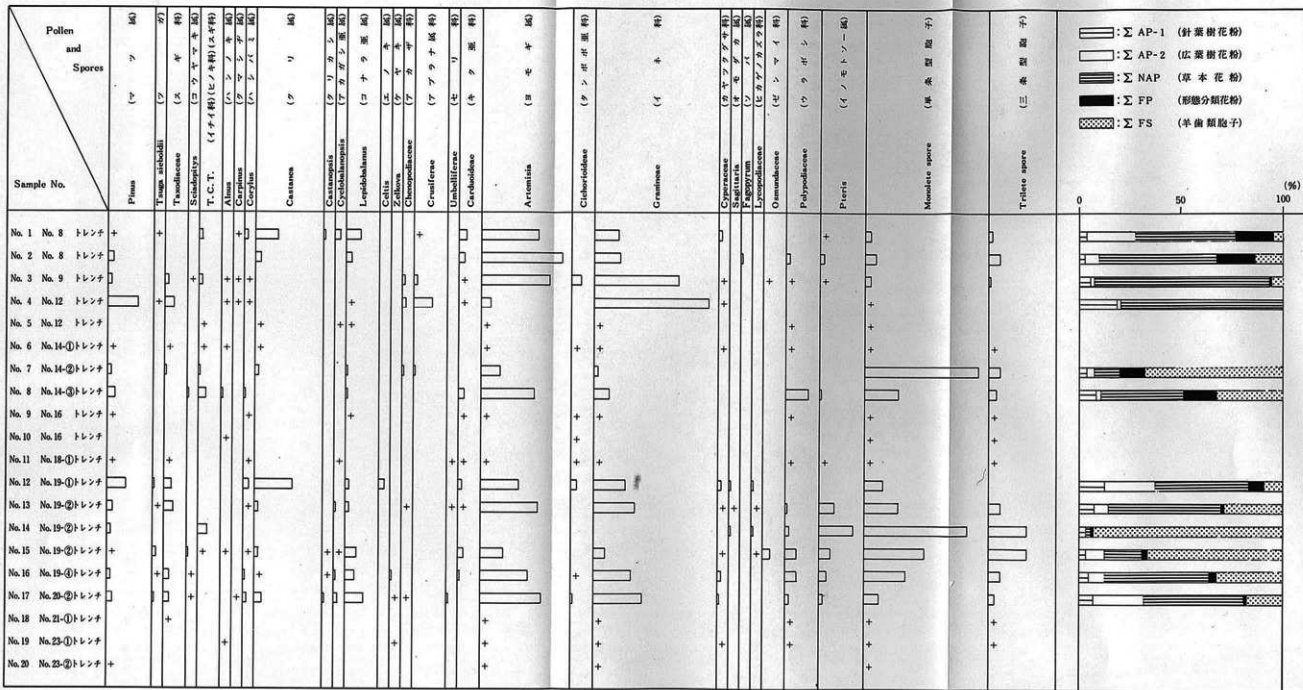 Pollen
and
Spores
Sample No.
Pinus (マツ属)
Tsuga sieboldii (ツガ)
Taxodiaceae (スギ科)
Sciadopitys (コウヤマキ属)
T. C. T. (イチイ科)(ヒノキ科)(スギ科)
Alnus (ハンノキ属)
Carpinus (クマシデ属)
Corylus (ハシバミ属)
Castanea (クリ属)
Castanopsis (クリカシ属)
Cyclobalanopsis (アカガシ亜属)
Lepidobalanus (コナラ亜属)
Celtis (エノキ属)
Zelkova (ケヤキ属)
Chenopodiaceae (アカザ科)
Crusiferae (アブラナ科)
Umbelliferae (セリ科)
Carduoideae (キク亜科)
Artemisia (ヨモギ属)
Cichorioideae (タンポポ亜科)
Gramineae (イネ科)
Cyperaceae (カヤツリグサ科)
Sagittaria (オモダカ属)
Fagopyrum (ソバ属)
Lycopodiaceae (ヒカゲノカズラ科)
Osmundaceae (ゼンマイ科)
Polypodiaceae (ウラボシ科)
Pteris (イノモトソー属)
Monolete spore (単条型胞子)
Trilete spore (三条型胞子)
: Σ AP-1 (針葉樹花粉)
: Σ AP-2 (広葉樹花粉)
: Σ NAP (草本花粉)
: Σ FP (形態分類花粉)
: Σ FS (羊歯類胞子)
(%)
0 50 100
No. 1 No. 8 トレンチ
No. 2 No. 8 トレンチ
No. 3 No. 9 トレンチ
No. 4 No.12 トレンチ
No. 5 No.12 トレンチ
No. 6 No.14-①トレンチ
No. 7 No.14-②トレンチ
No. 8 No.14-③トレンチ
No. 9 No.16 トレンチ
No. 10 No.16 トレンチ
No. 11 No.18-①トレンチ
No. 12 No.19-①トレンチ
No. 13 No.19-②トレンチ
No. 14 No.19-②トレンチ
No. 15 No.19-②トレンチ
No. 16 No.19-④トレンチ
No. 17 No.20-②トレンチ
No. 18 No.21-①トレンチ
No. 19 No.23-①トレンチ
No. 20 No.23-②トレンチ